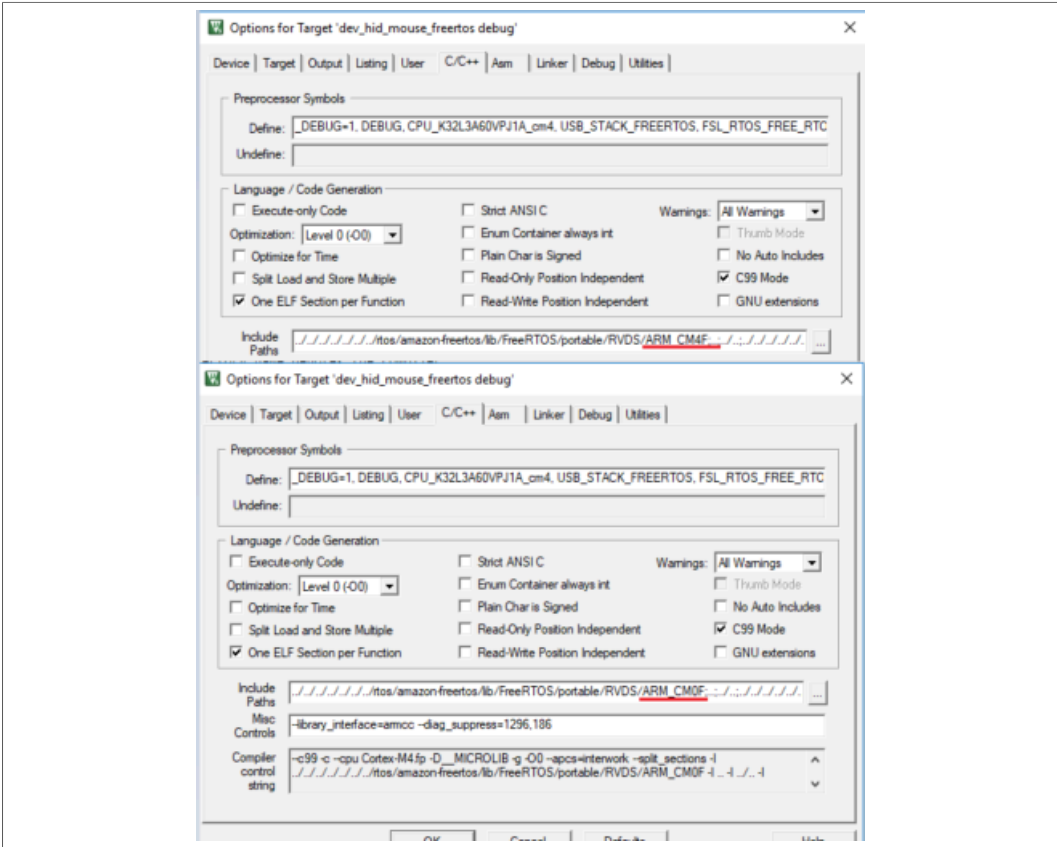 Options for Target 'dev_hid_mouse_freertos debug'
Device | Target | Output | Listing | User | C/C++ | Asm | Linker | Debug | Utilities
Preprocessor Symbols
Define: _DEBUG=1, DEBUG, CPU_K32L3A60VPJ1A_cm4, USB_STACK_FREERTOS, FSL_RTOS_FREE_RTO
Undefine:
Language / Code Generation
Execute-only Code Strict ANSI C Warnings: All Warnings
Optimization: Level 0 (-O0) Enum Container always int Thumb Mode
Optimize for Time Plain Char is Signed No Auto Includes
Split Load and Store Multiple Read-Only Position Independent C99 Mode
One ELF Section per Function Read-Write Position Independent GNU extensions
Include Paths ../../../../../../../rtos/amazon-freertos/lib/FreeRTOS/portable/RVDS/ARM_CM4F; ..;../..;../../../../../. ...
Options for Target 'dev_hid_mouse_freertos debug'
Device | Target | Output | Listing | User | C/C++ | Asm | Linker | Debug | Utilities
Preprocessor Symbols
Define: _DEBUG=1, DEBUG, CPU_K32L3A60VPJ1A_cm4, USB_STACK_FREERTOS, FSL_RTOS_FREE_RTO
Undefine:
Language / Code Generation
Execute-only Code Strict ANSI C Warnings: All Warnings
Optimization: Level 0 (-O0) Enum Container always int Thumb Mode
Optimize for Time Plain Char is Signed No Auto Includes
Split Load and Store Multiple Read-Only Position Independent C99 Mode
One ELF Section per Function Read-Write Position Independent GNU extensions
Include Paths ../../../../../../../rtos/amazon-freertos/lib/FreeRTOS/portable/RVDS/ARM_CM0F; ..;../..;../../../../../. ...
Misc Controls --library_interface=armcc --diag_suppress=1296,186
Compiler control string --c99 -c --cpu Cortex-M4.fp -D__MICROLIB -g -O0 --apcs=interwork --split_sections -I
../../../../../../../rtos/amazon-freertos/lib/FreeRTOS/portable/RVDS/ARM_CM0F -I .. -I ../.. -I
OK Cancel Defaults Help